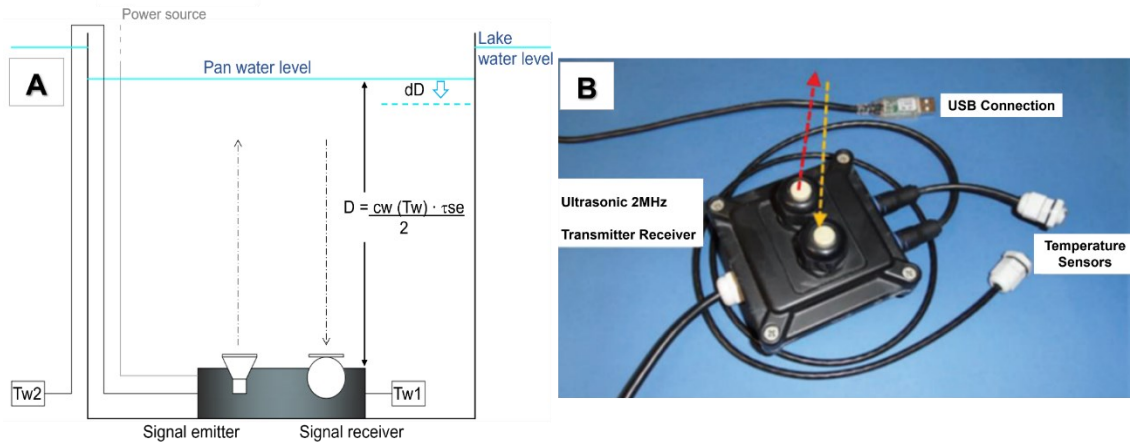 Power source
A
Pan water level
Lake
water level
dD
D = cw (Tw) · τse
2
Tw2
Tw1
Signal emitter
Signal receiver
B
USB Connection
Ultrasonic 2MHz
Transmitter Receiver
Temperature
Sensors